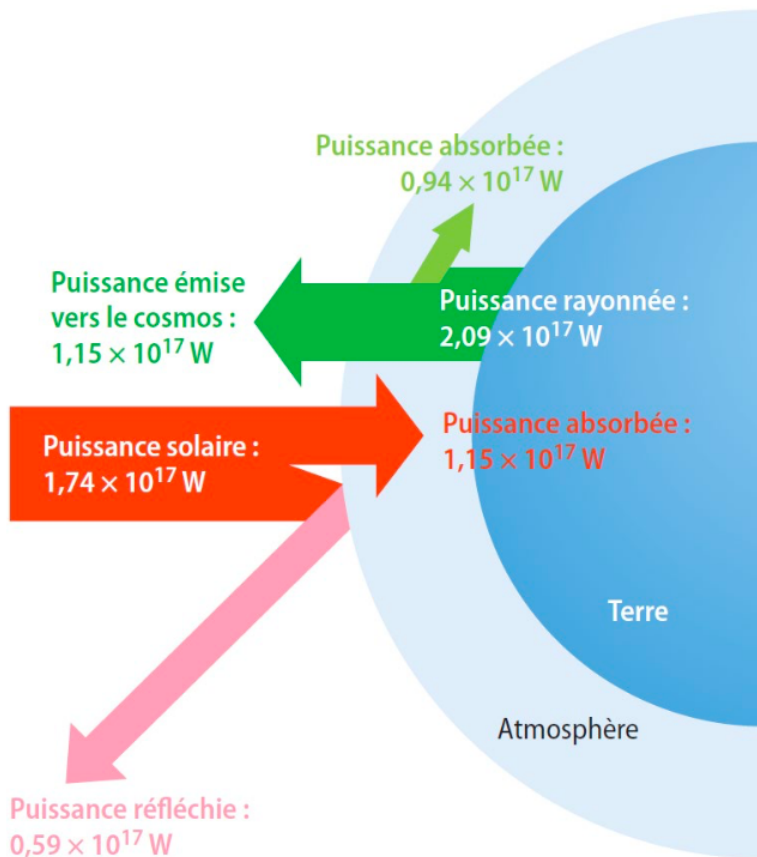 Puissance absorbée :
0,94 × 10¹⁷ W
Puissance émise
vers le cosmos :
1,15 × 10¹⁷ W
Puissance rayonnée :
2,09 × 10¹⁷ W
Puissance solaire :
1,74 × 10¹⁷ W
Puissance absorbée :
1,15 × 10¹⁷ W
Terre
Atmosphère
Puissance réfléchie :
0,59 × 10¹⁷ W